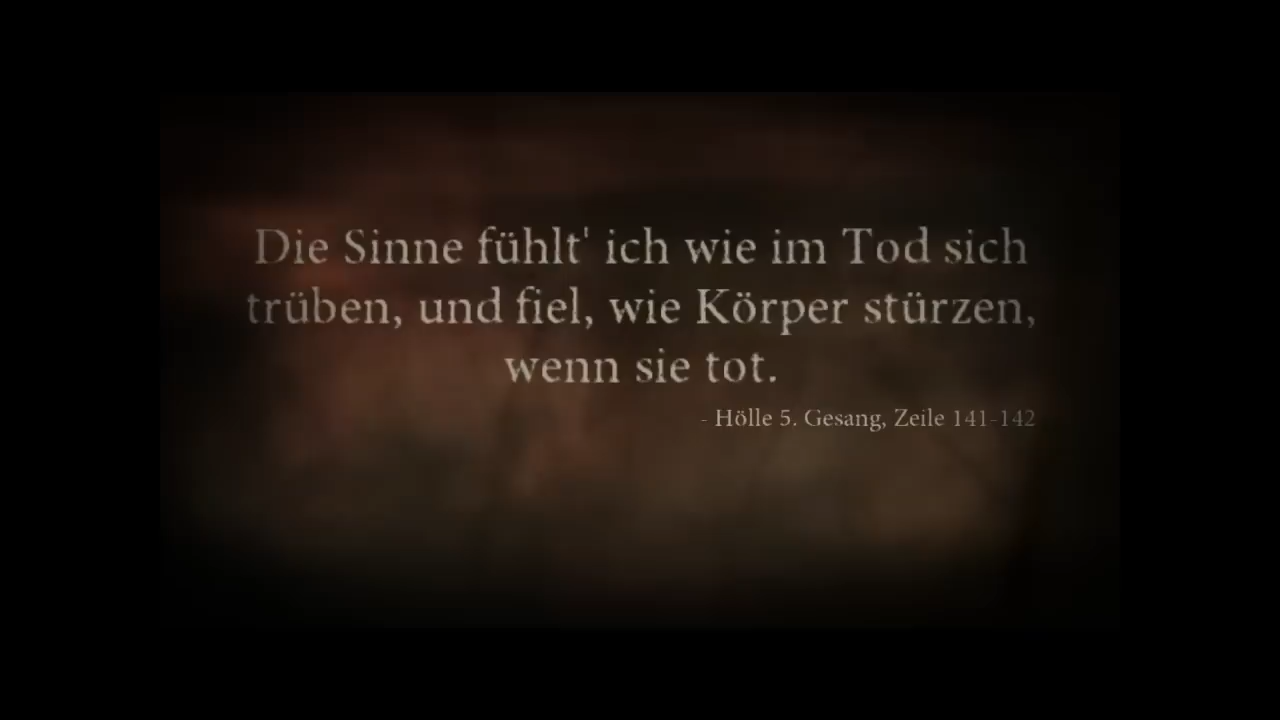 Die Sinne fühlt' ich wie im Tod sich
trüben, und fiel, wie Körper stürzen,
wenn sie tot.
- Hölle 5. Gesang, Zeile 141-142